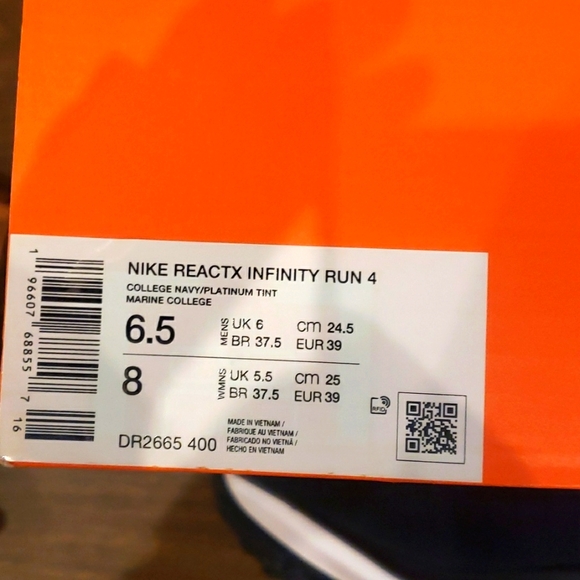 NIKE REACTX INFINITY RUN 4
COLLEGE NAVY/PLATINUM TINT
MARINE COLLEGE
6.5 MENS UK 6 cm 24.5
BR 37.5 EUR 39
8 WMNS UK 5.5 cm 25
BR 37.5 EUR 39
DR2665 400
MADE IN VIETNAM /
FABRIQUE AU VIETNAM /
FABRICADO NO VIETNÃ /
HECHO EN VIETNAM
RFID
1 96607 68855 7 16